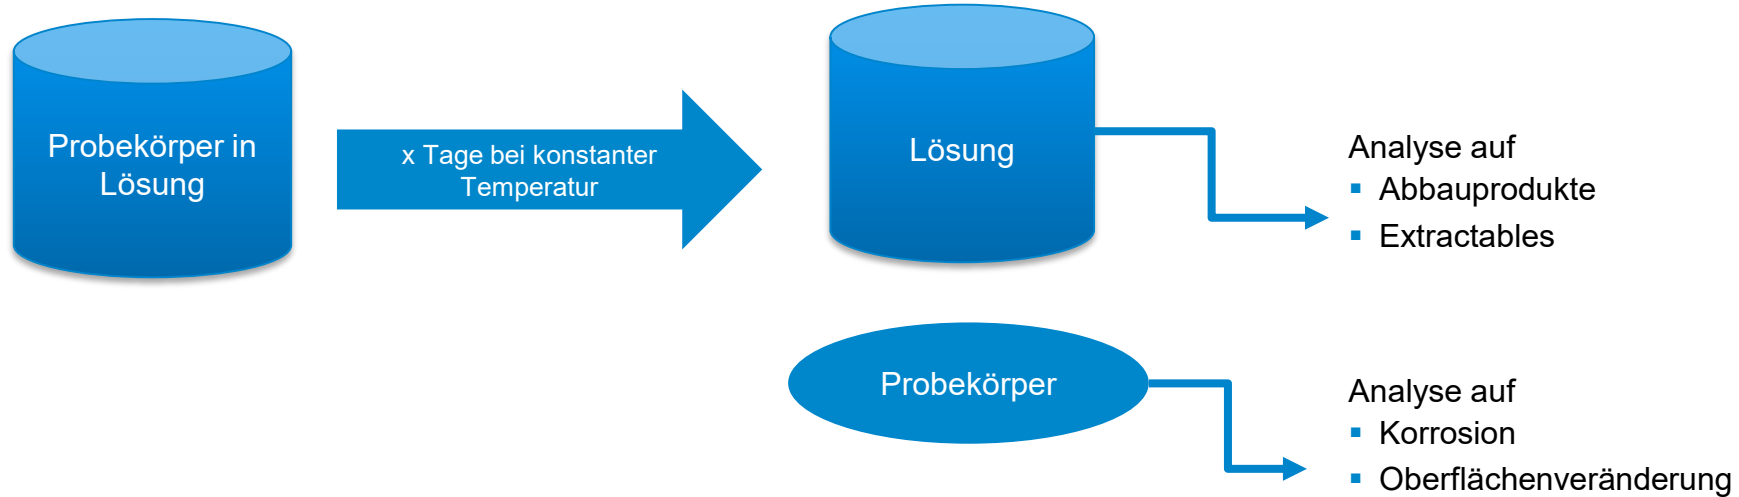 Probekörper in
Lösung
x Tage bei konstanter
Temperatur
Lösung
Analyse auf
▪ Abbauprodukte
▪ Extractables
Probekörper
Analyse auf
▪ Korrosion
▪ Oberflächenveränderung